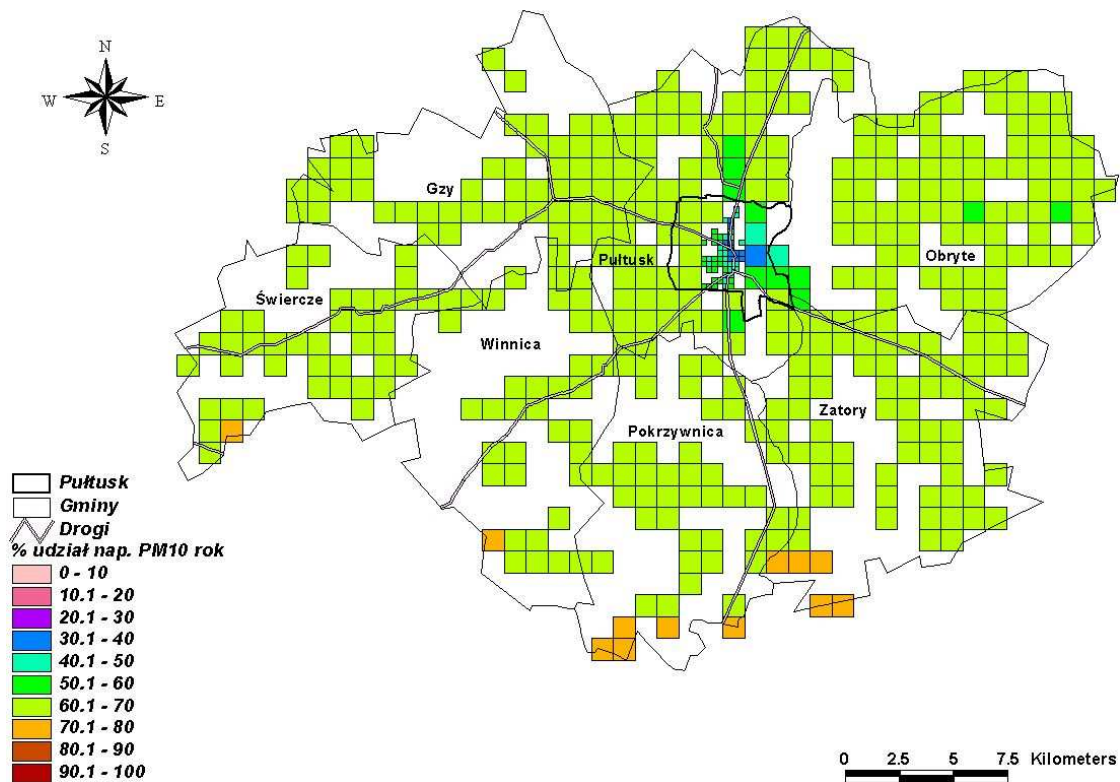 N
W E
S
Gzy
Pułtusk
Obryte
Świercze
Winnica
Zatory
Pokrzywnica
Pułtusk
Gminy
Drogi
% udział nap. PM10 rok
0 - 10
10.1 - 20
20.1 - 30
30.1 - 40
40.1 - 50
50.1 - 60
60.1 - 70
70.1 - 80
80.1 - 90
90.1 - 100
0 2.5 5 7.5 Kilometers